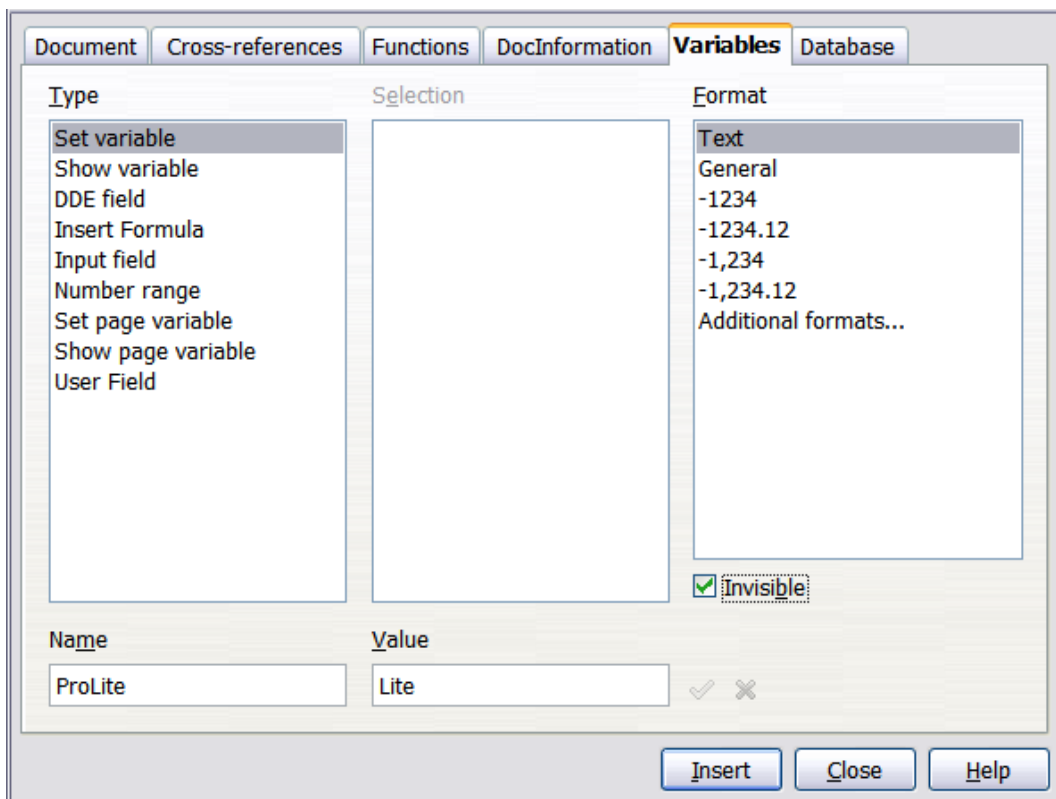 Document Cross-references Functions DocInformation Variables Database
Type
Set variable
Show variable
DDE field
Insert Formula
Input field
Number range
Set page variable
Show page variable
User Field
Selection
Format
Text
General
-1234
-1234.12
-1,234
-1,234.12
Additional formats...
Invisible
Name
ProLite
Value
Lite
Insert Close Help